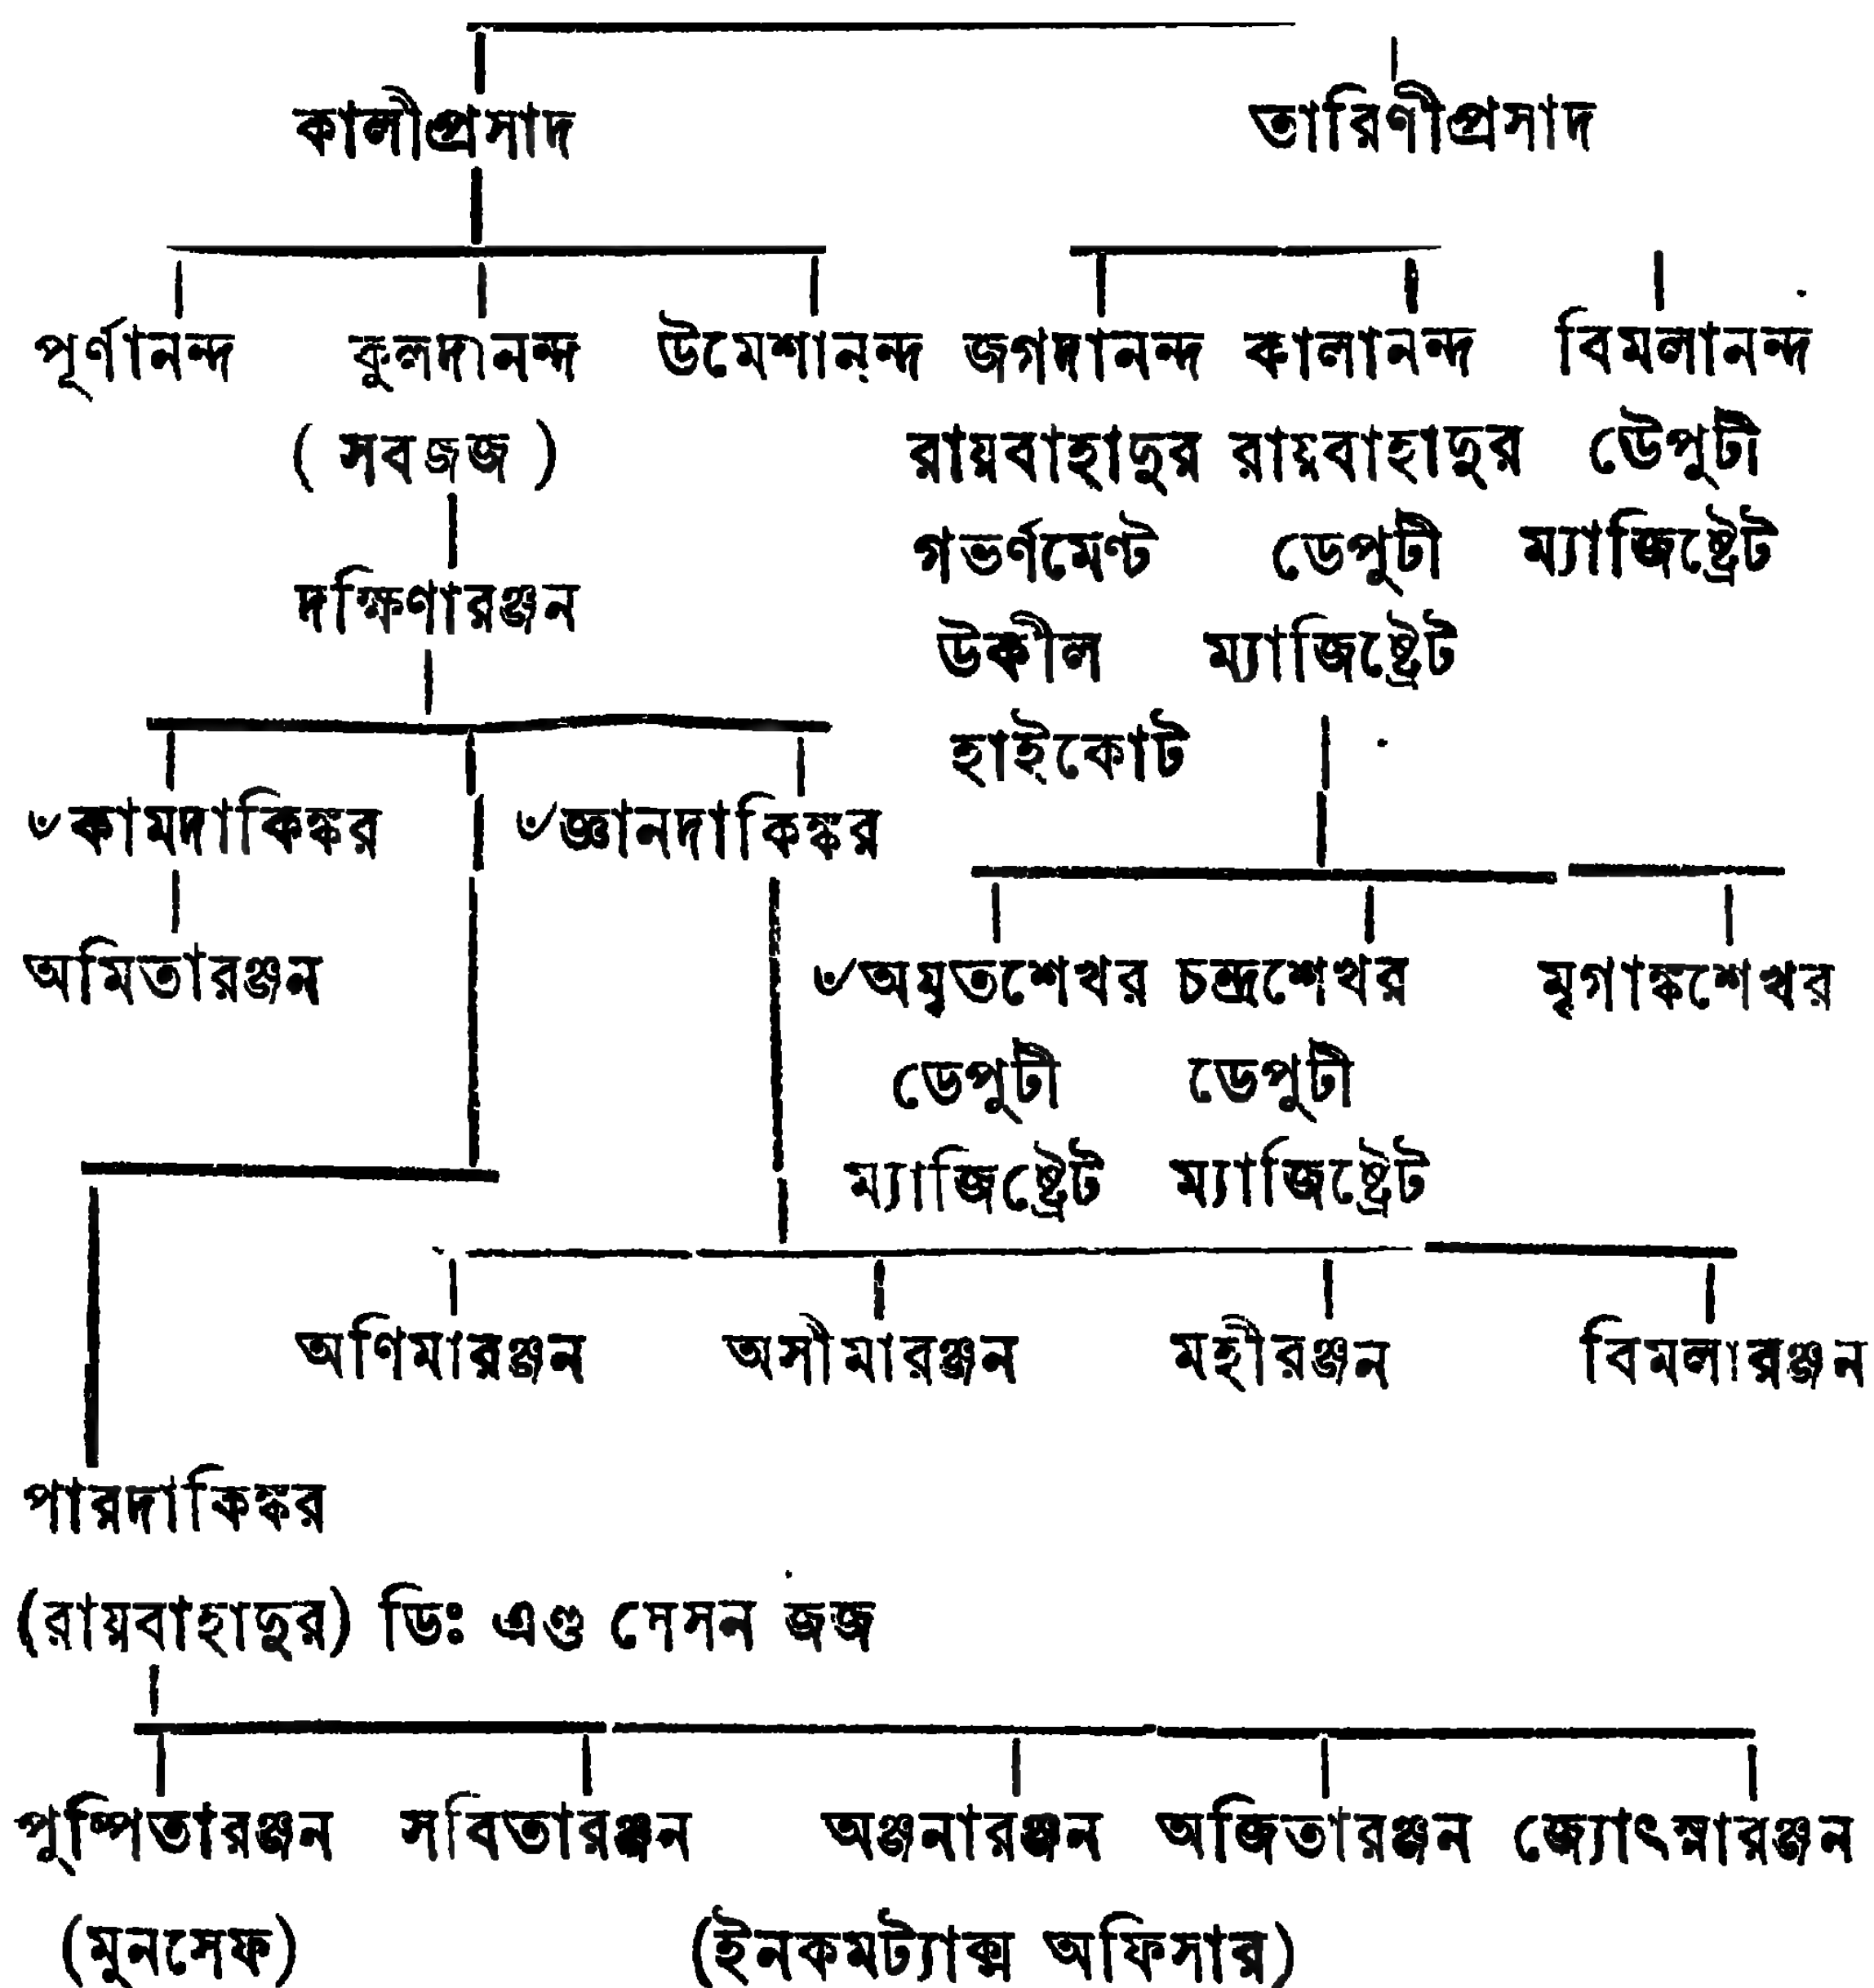 কালীপ্রসাদ তারিণীপ্রসাদ
পূর্ণানন্দ কুলদানন্দ উমেশানন্দ জগদানন্দ কালানন্দ বিমলানন্দ
( সবজজ ) রায়বাহাদুর রায়বাহাদুর ডেপুটী
গভর্ণমেণ্ট ডেপুটী ম্যাজিষ্ট্রেট
দক্ষিণারঞ্জন
উকীল ম্যাজিষ্ট্রেট
হাইকোট
৺কামদাকিঙ্কর ৺জ্ঞানদাকিঙ্কর
অমিতারঞ্জন ৺অমৃতশেখর চন্দ্রশেখর মৃগাঙ্কশেখর
ডেপুটী ডেপুটী
ম্যাজিষ্ট্রেট ম্যাজিষ্ট্রেট
অণিমারঞ্জন অসীমারঞ্জন মহীরঞ্জন বিমলারঞ্জন
পারদাকিঙ্কর
(রায়বাহাদুর) ডিঃ এণ্ড সেসন জজ
পুষ্পিতারঞ্জন সবিতারঞ্জন অঞ্জনারঞ্জন অজিতারঞ্জন জ্যোৎস্নারঞ্জন
(মুনসেফ) (ইনকমট্যাক্স অফিসার)